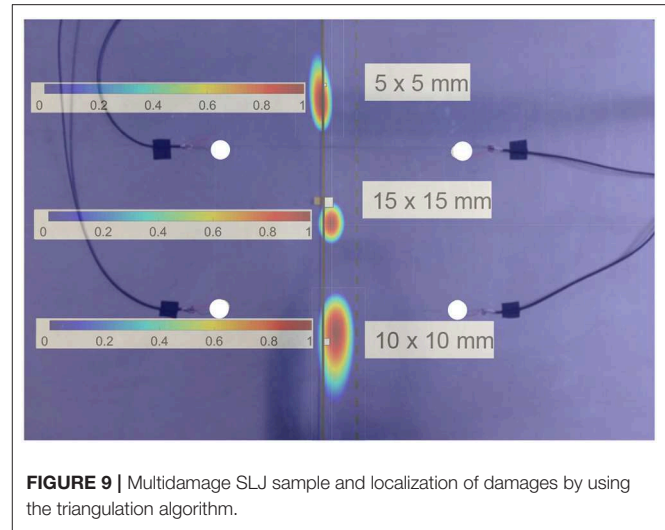 5 x 5 mm
0 0.2 0.4 0.6 0.8 1
15 x 15 mm
0 0.2 0.4 0.6 0.8 1
10 x 10 mm
0 0.2 0.4 0.6 0.8 1
FIGURE 9 | Multidamage SLJ sample and localization of damages by using
the triangulation algorithm.